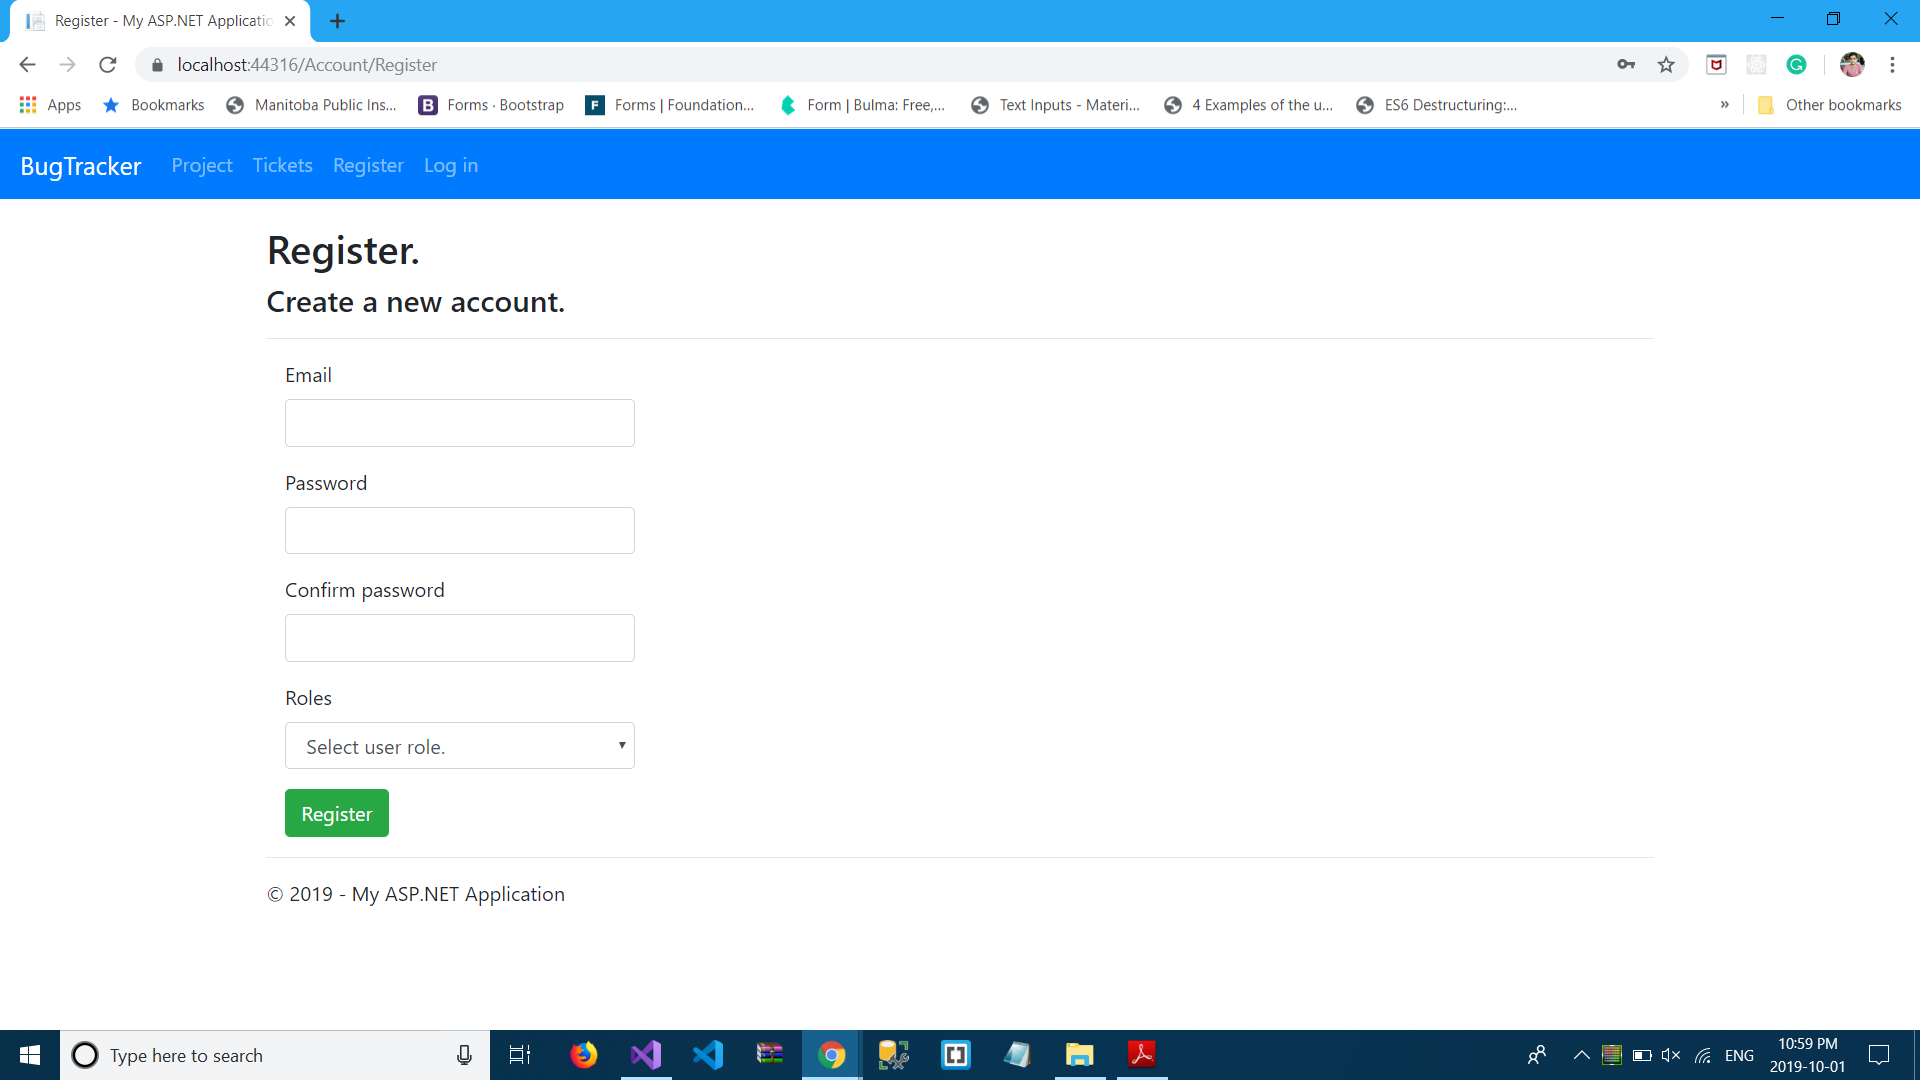 Register - My ASP.NET Applicatio
localhost:44316/Account/Register
Apps Bookmarks Manitoba Public Ins... Forms · Bootstrap Forms | Foundation... Form | Bulma: Free,... Text Inputs - Materi... 4 Examples of the u... ES6 Destructuring:... » Other bookmarks
BugTracker Project Tickets Register Log in
Register.
Create a new account.
Email
Password
Confirm password
Roles
Select user role.
Register
© 2019 - My ASP.NET Application
Type here to search
ENG
10:59 PM
2019-10-01